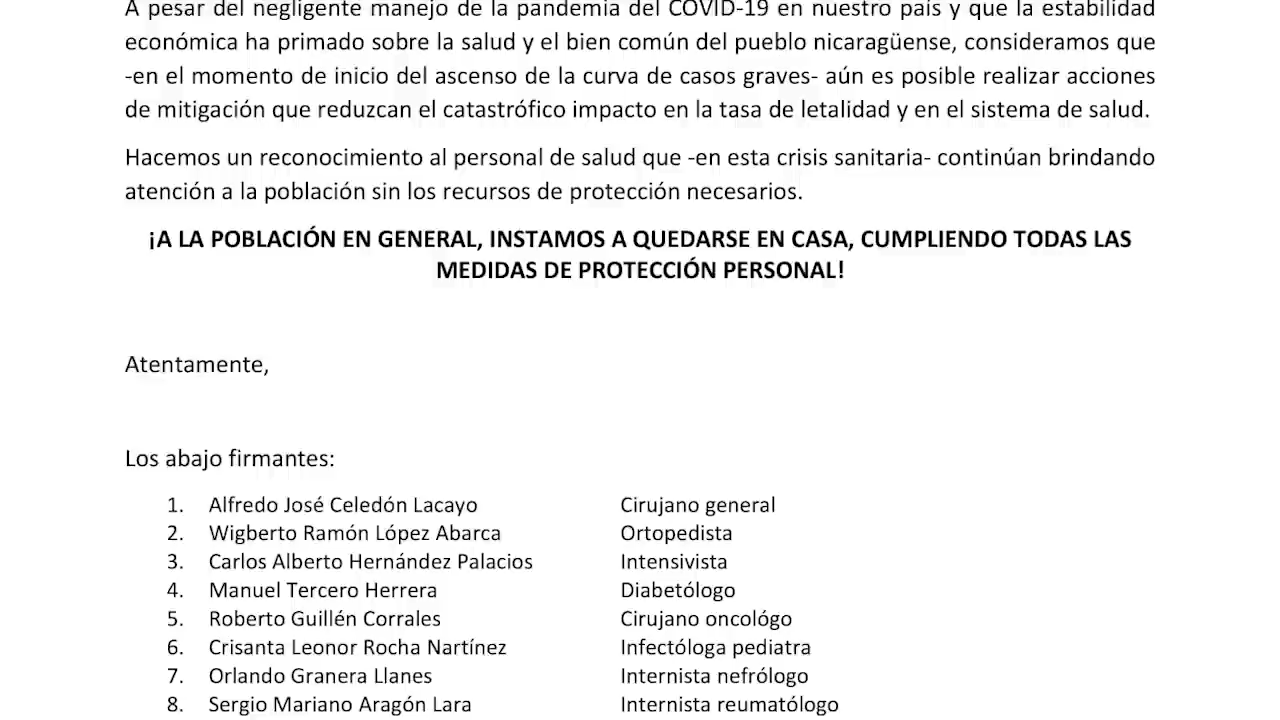 A pesar del negligente manejo de la pandemia del COVID-19 en nuestro país y que la estabilidad
económica ha primado sobre la salud y el bien común del pueblo nicaragüense, consideramos que
-en el momento de inicio del ascenso de la curva de casos graves- aún es posible realizar acciones
de mitigación que reduzcan el catastrófico impacto en la tasa de letalidad y en el sistema de salud.
Hacemos un reconocimiento al personal de salud que -en esta crisis sanitaria- continúan brindando
atención a la población sin los recursos de protección necesarios.
¡A LA POBLACIÓN EN GENERAL, INSTAMOS A QUEDARSE EN CASA, CUMPLIENDO TODAS LAS
MEDIDAS DE PROTECCIÓN PERSONAL!
Atentamente,
Los abajo firmantes:
1. Alfredo José Celedón Lacayo Cirujano general
2. Wigberto Ramón López Abarca Ortopedista
3. Carlos Alberto Hernández Palacios Intensivista
4. Manuel Tercero Herrera Diabetólogo
5. Roberto Guillén Corrales Cirujano oncológo
6. Crisanta Leonor Rocha Nartínez Infectóloga pediatra
7. Orlando Granera Llanes Internista nefrólogo
8. Sergio Mariano Aragón Lara Internista reumatólogo